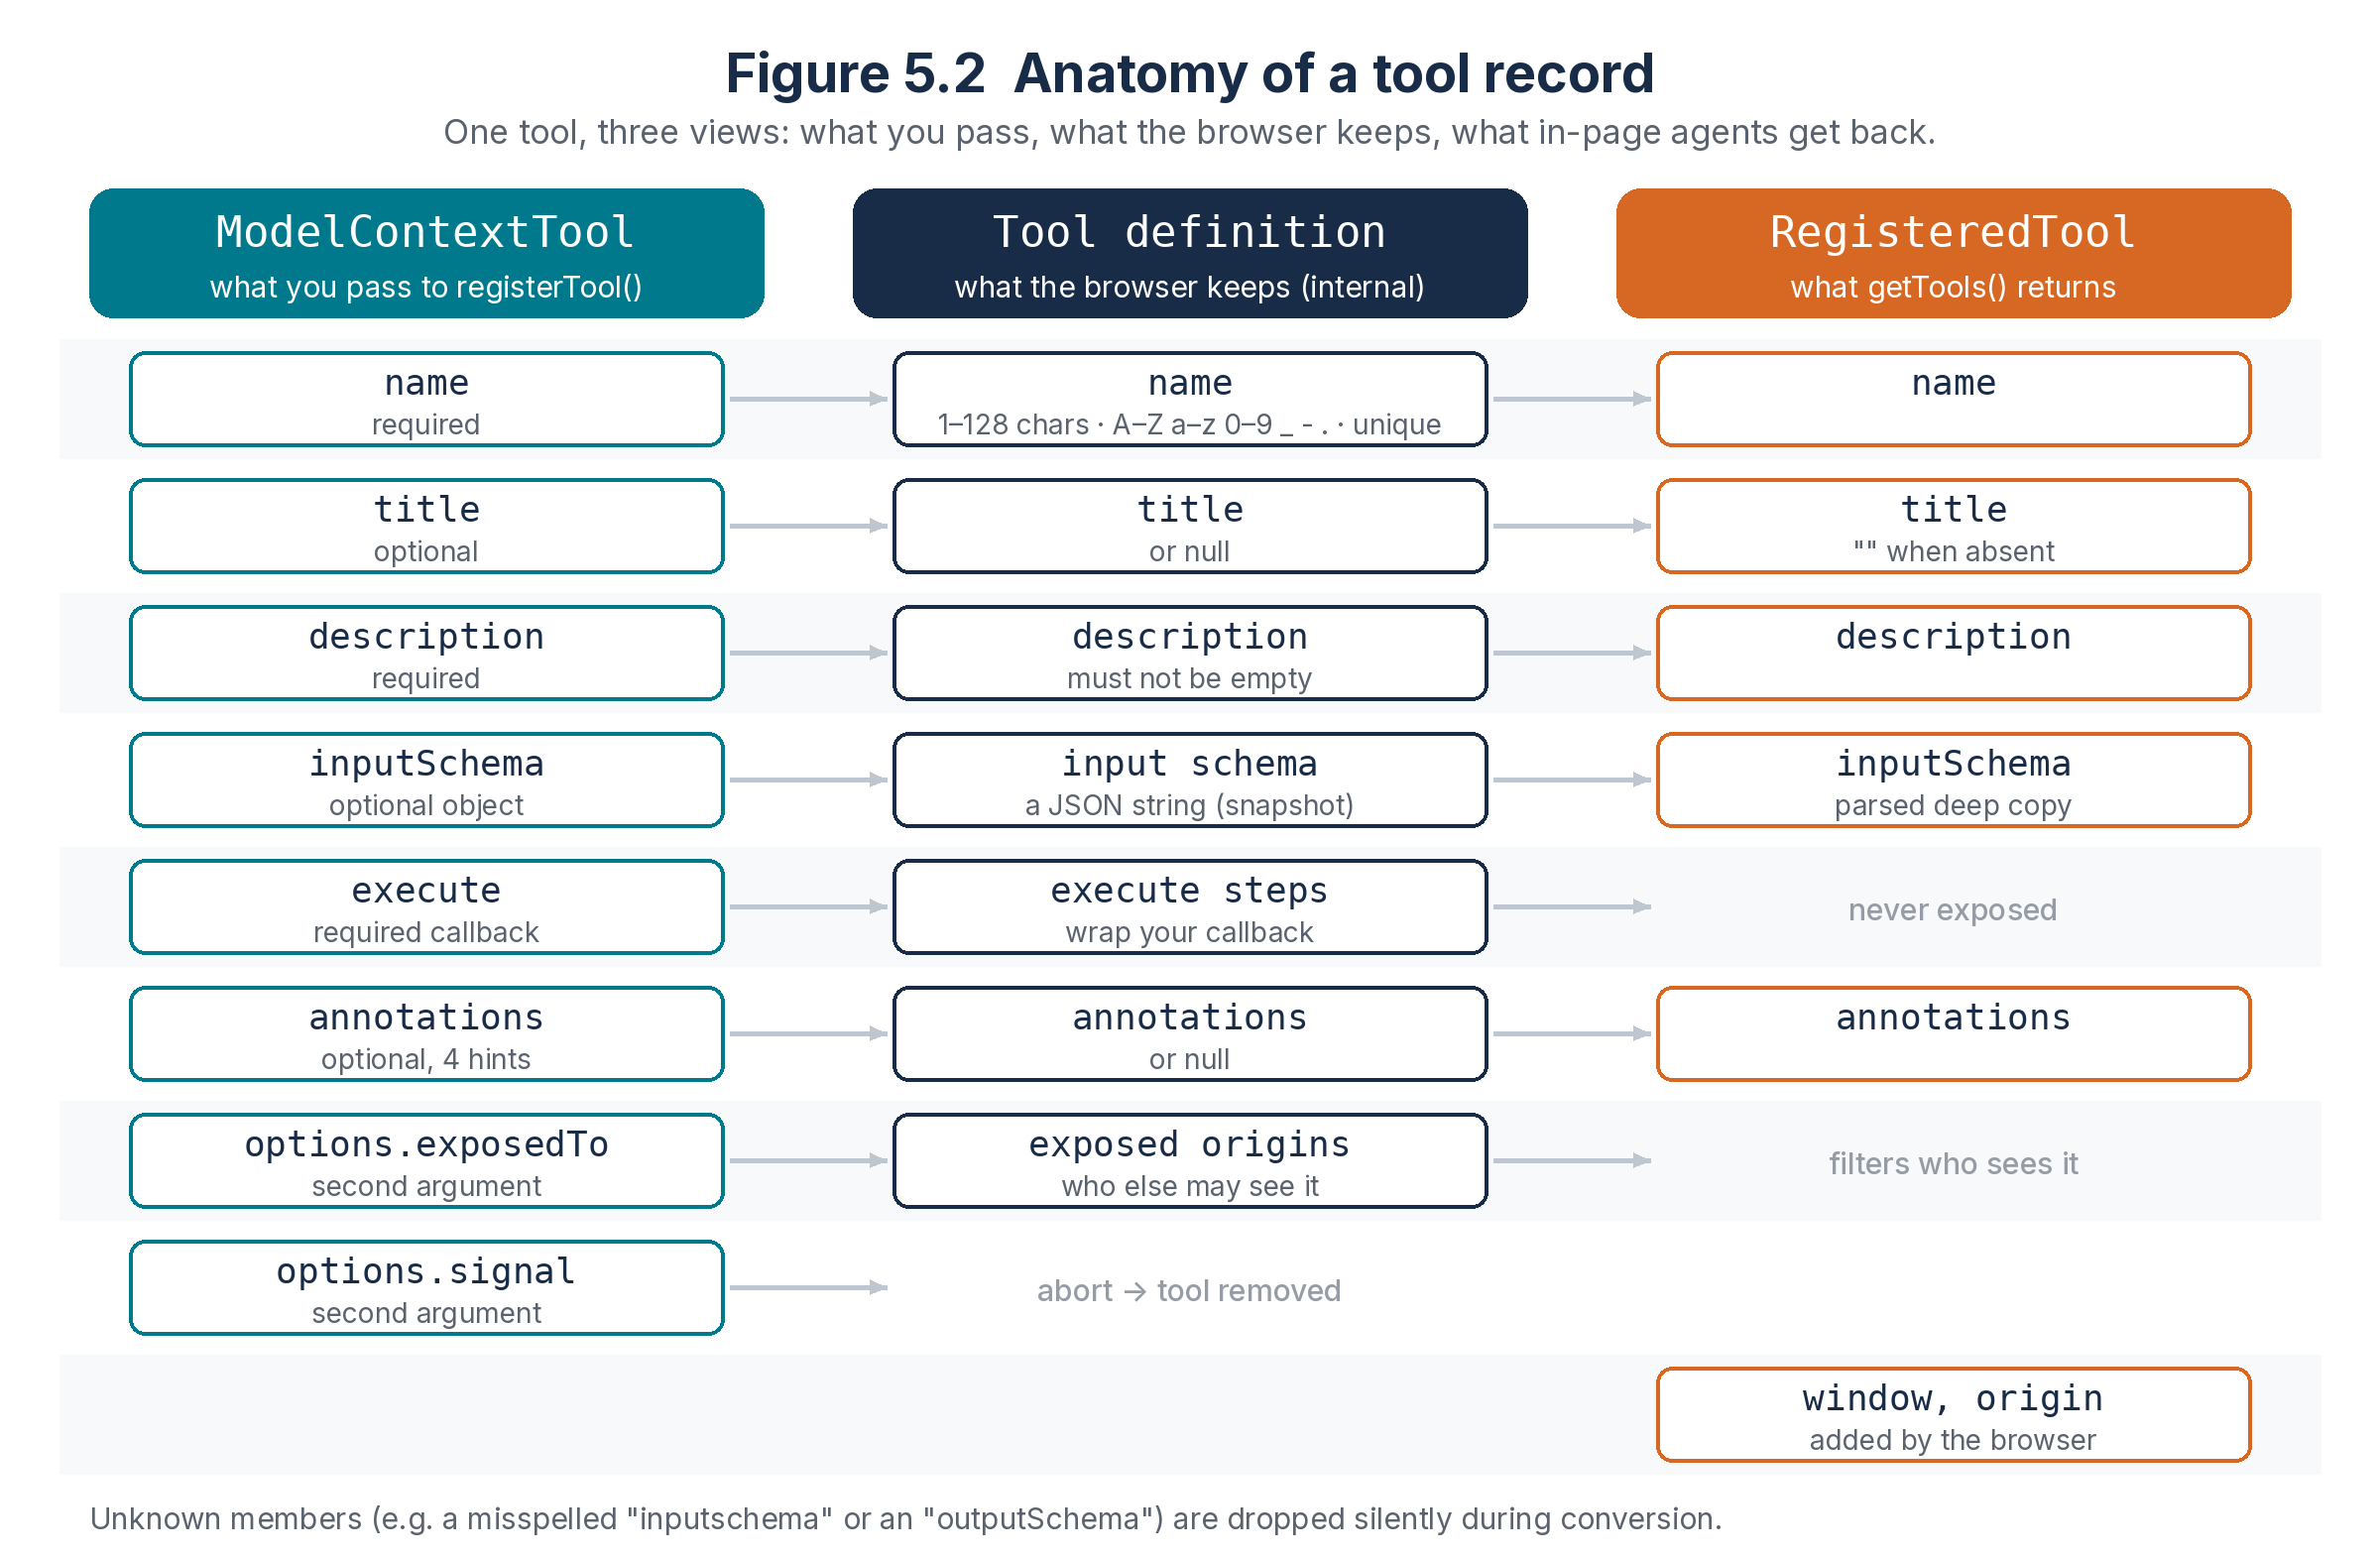 Figure 5.2  Anatomy of a tool record
One tool, three views: what you pass, what the browser keeps, what in-page agents get back.
ModelContextTool
what you pass to registerTool()
Tool definition
what the browser keeps (internal)
RegisteredTool
what getTools() returns
name
required
name
1–128 chars · A–Z a–z 0–9 _ - . · unique
name
title
optional
title
or null
title
"" when absent
description
required
description
must not be empty
description
inputSchema
optional object
input schema
a JSON string (snapshot)
inputSchema
parsed deep copy
execute
required callback
execute steps
wrap your callback
never exposed
annotations
optional, 4 hints
annotations
or null
annotations
options.exposedTo
second argument
exposed origins
who else may see it
filters who sees it
options.signal
second argument
abort → tool removed
window, origin
added by the browser
Unknown members (e.g. a misspelled "inputschema" or an "outputSchema") are dropped silently during conversion.